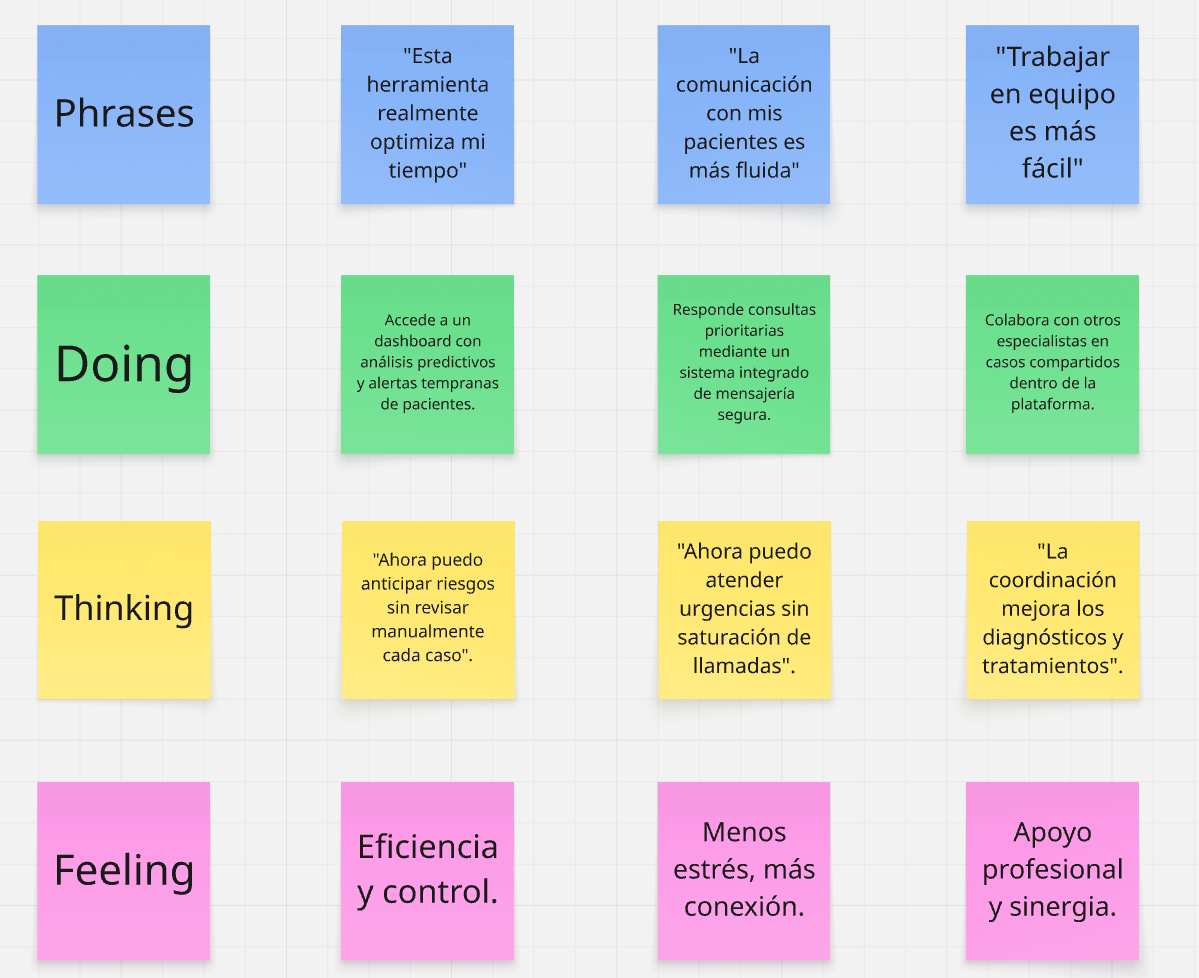 Phrases
"Esta
herramienta
realmente
optimiza mi
tiempo"
"La
comunicación
con mis
pacientes es
más fluida"
"Trabajar
en equipo
es más
fácil"
Doing
Accede a un
dashboard con
análisis predictivos
y alertas tempranas
de pacientes.
Responde consultas
prioritarias
mediante un
sistema integrado
de mensajería
segura.
Colabora con otros
especialistas en
casos compartidos
dentro de la
plataforma.
Thinking
"Ahora puedo
anticipar riesgos
sin revisar
manualmente
cada caso".
"Ahora puedo
atender
urgencias sin
saturación de
llamadas".
"La
coordinación
mejora los
diagnósticos y
tratamientos".
Feeling
Eficiencia
y control.
Menos
estrés, más
conexión.
Apoyo
profesional
y sinergia.